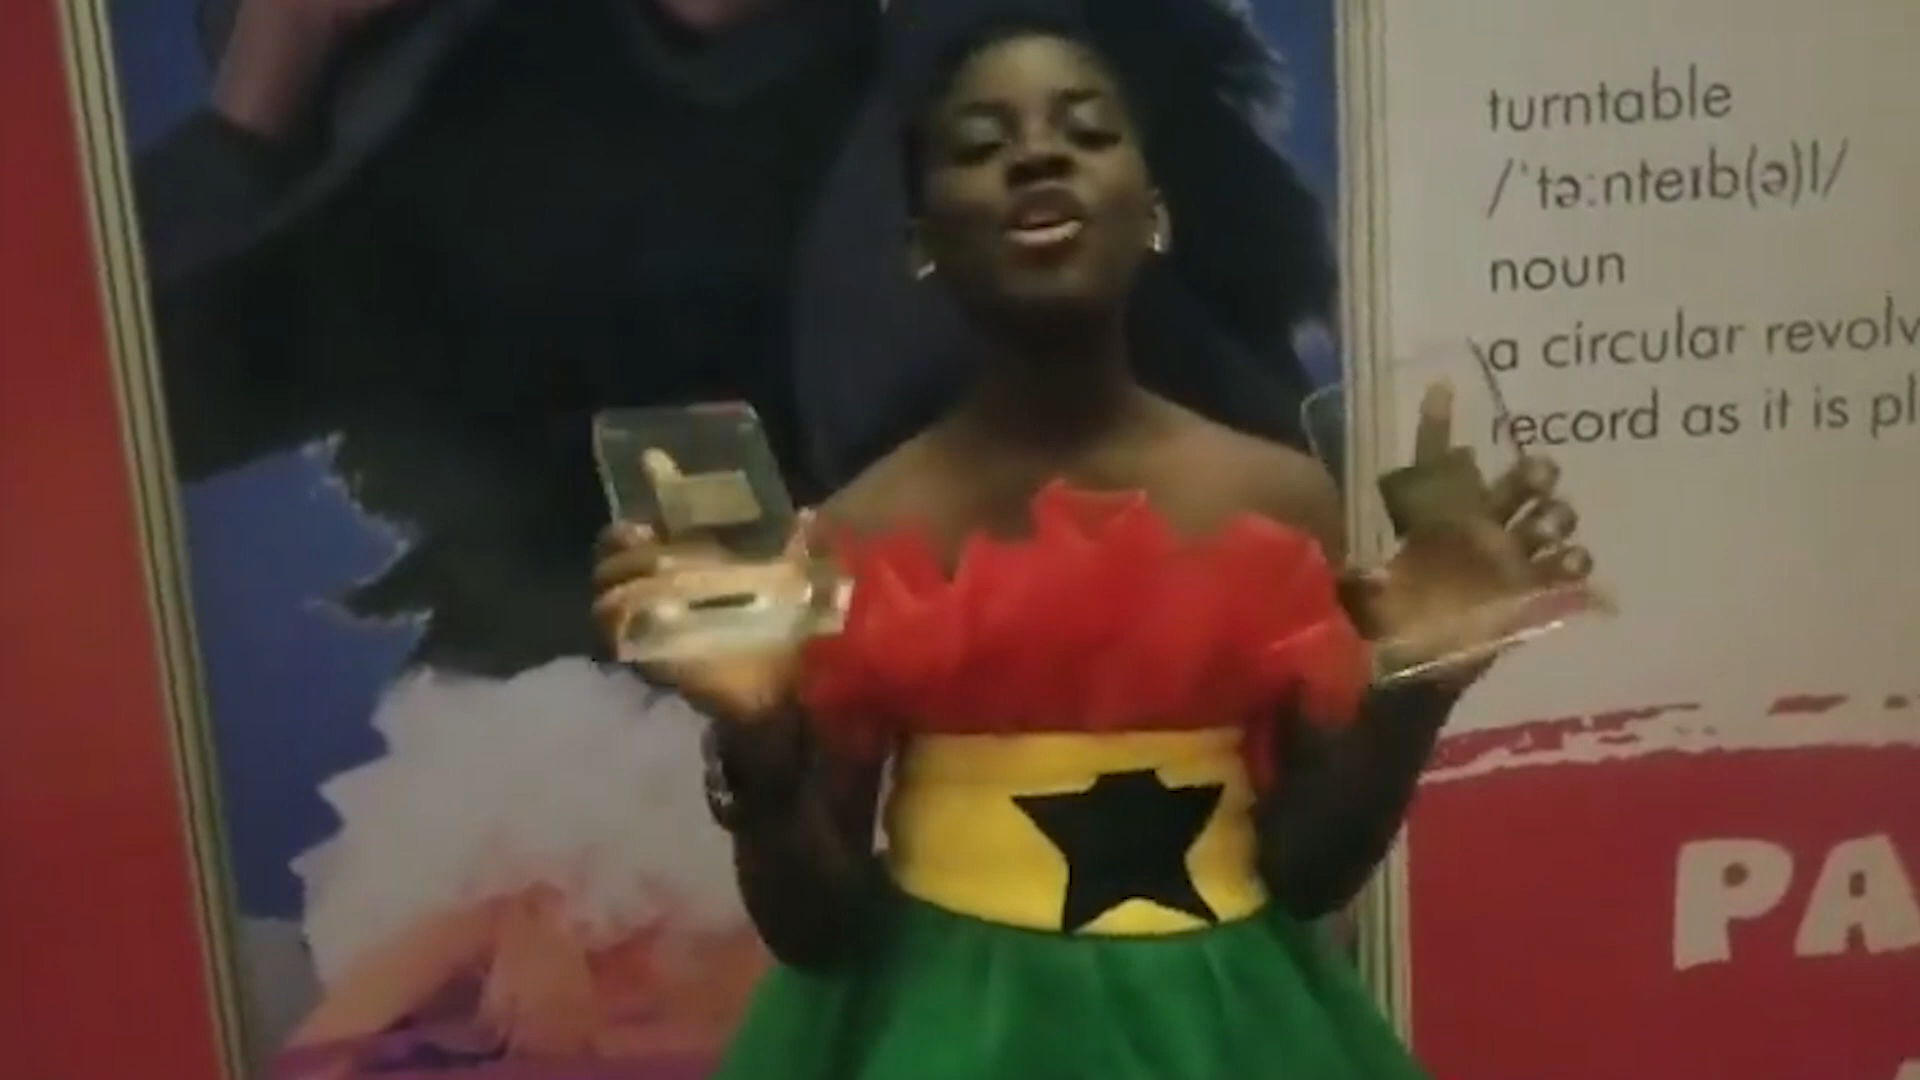 turntable
/ˈtəːnteɪb(ə)l/
noun
a circular revolv
record as it is pl
PA